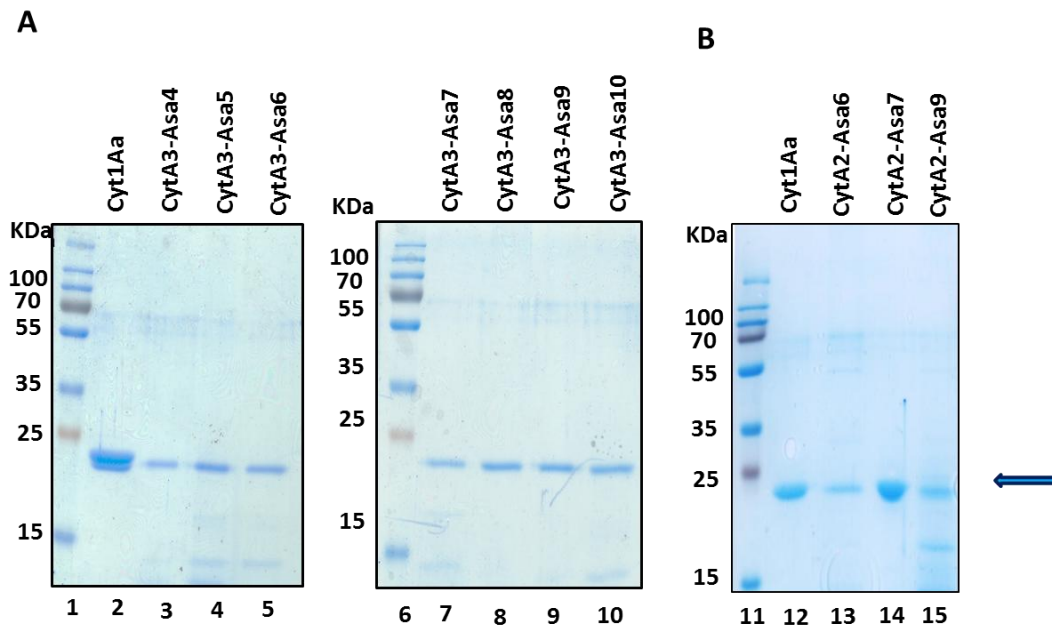 A
Cyt1Aa
CytA3-Asa4
CytA3-Asa5
CytA3-Asa6
KDa
100
70
55
35
25
15
1 2 3 4 5
CytA3-Asa7
CytA3-Asa8
CytA3-Asa9
CytA3-Asa10
KDa
100
70
55
35
25
15
6 7 8 9 10
B
Cyt1Aa
CytA2-Asa6
CytA2-Asa7
CytA2-Asa9
KDa
100
70
55
35
25
15
11 12 13 14 15